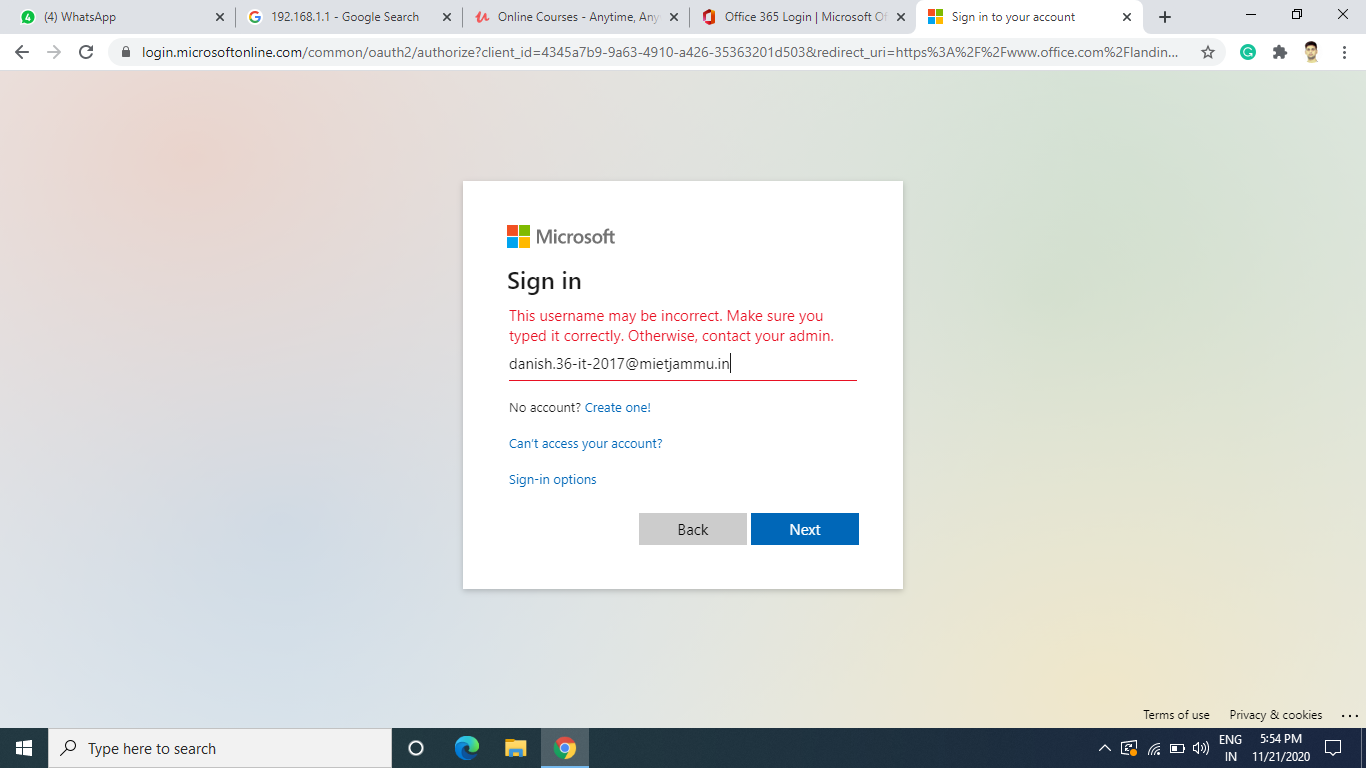 (4) WhatsApp
192.168.1.1 - Google Search
Online Courses - Anytime, Any
Office 365 Login | Microsoft Of
Sign in to your account
login.microsoftonline.com/common/oauth2/authorize?client_id=4345a7b9-9a63-4910-a426-35363201d503&redirect_uri=https%3A%2F%2Fwww.office.com%2Flandin...
Microsoft
Sign in
This username may be incorrect. Make sure you
typed it correctly. Otherwise, contact your admin.
danish.36-it-2017@mietjammu.in
No account? Create one!
Can't access your account?
Sign-in options
Back
Next
Terms of use
Privacy & cookies
...
Type here to search
ENG
IN
5:54 PM
11/21/2020